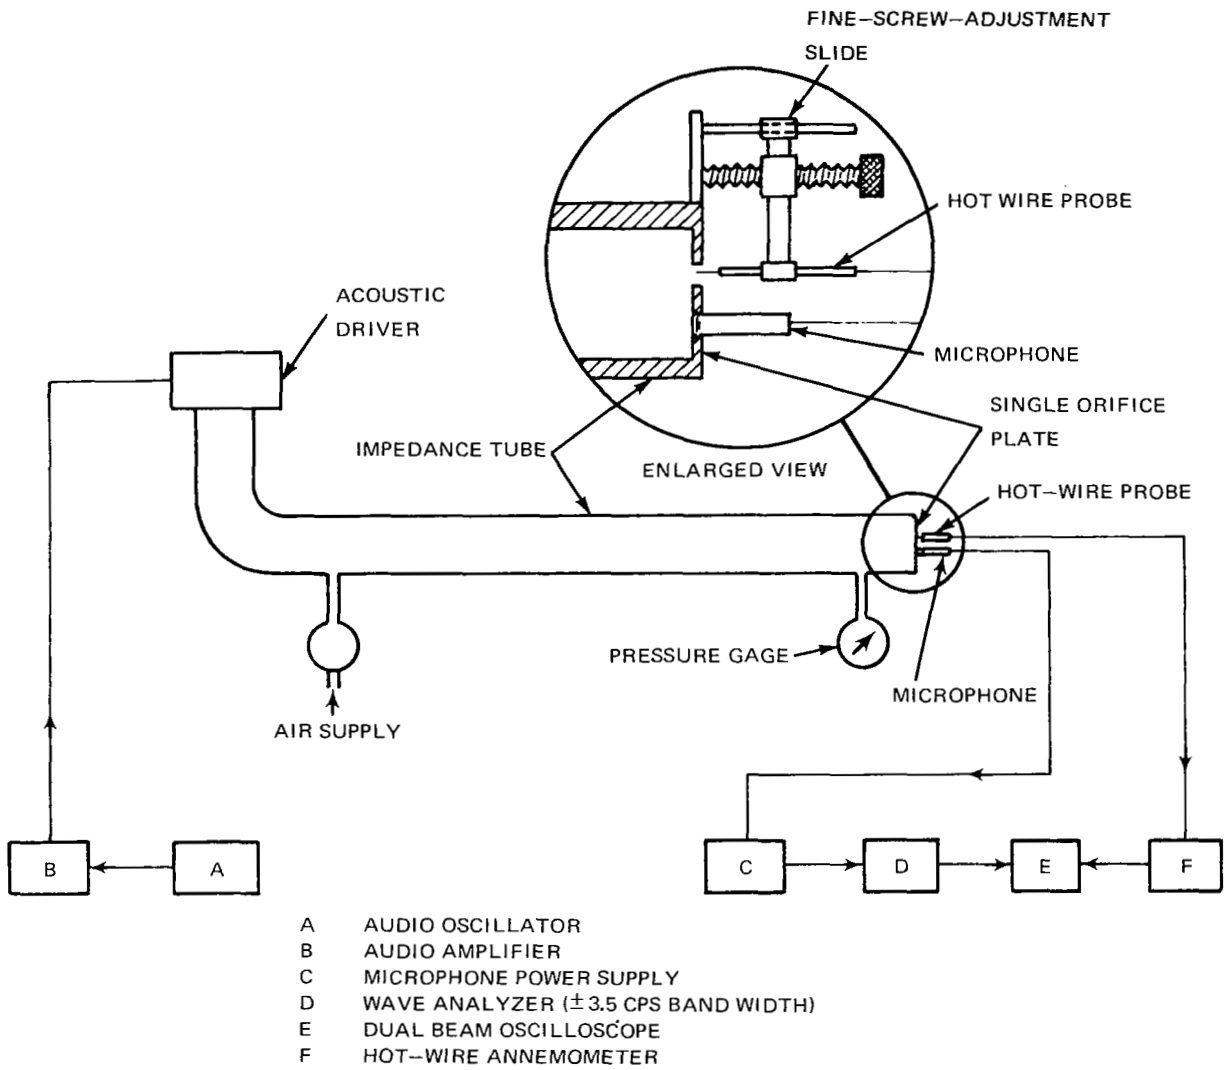 FINE-SCREW-ADJUSTMENT
SLIDE
HOT WIRE PROBE
ACOUSTIC
DRIVER
MICROPHONE
SINGLE ORIFICE
PLATE
IMPEDANCE TUBE
ENLARGED VIEW
HOT-WIRE PROBE
PRESSURE GAGE
MICROPHONE
AIR SUPPLY
B
A
C
D
E
F
A AUDIO OSCILLATOR
B AUDIO AMPLIFIER
C MICROPHONE POWER SUPPLY
D WAVE ANALYZER (±3.5 CPS BAND WIDTH)
E DUAL BEAM OSCILLOSCOPE
F HOT-WIRE ANNEMOMETER